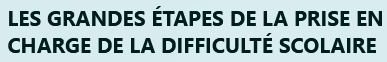 LES GRANDES ÉTAPES DE LA PRISE EN
CHARGE DE LA DIFFICULTÉ SCOLAIRE